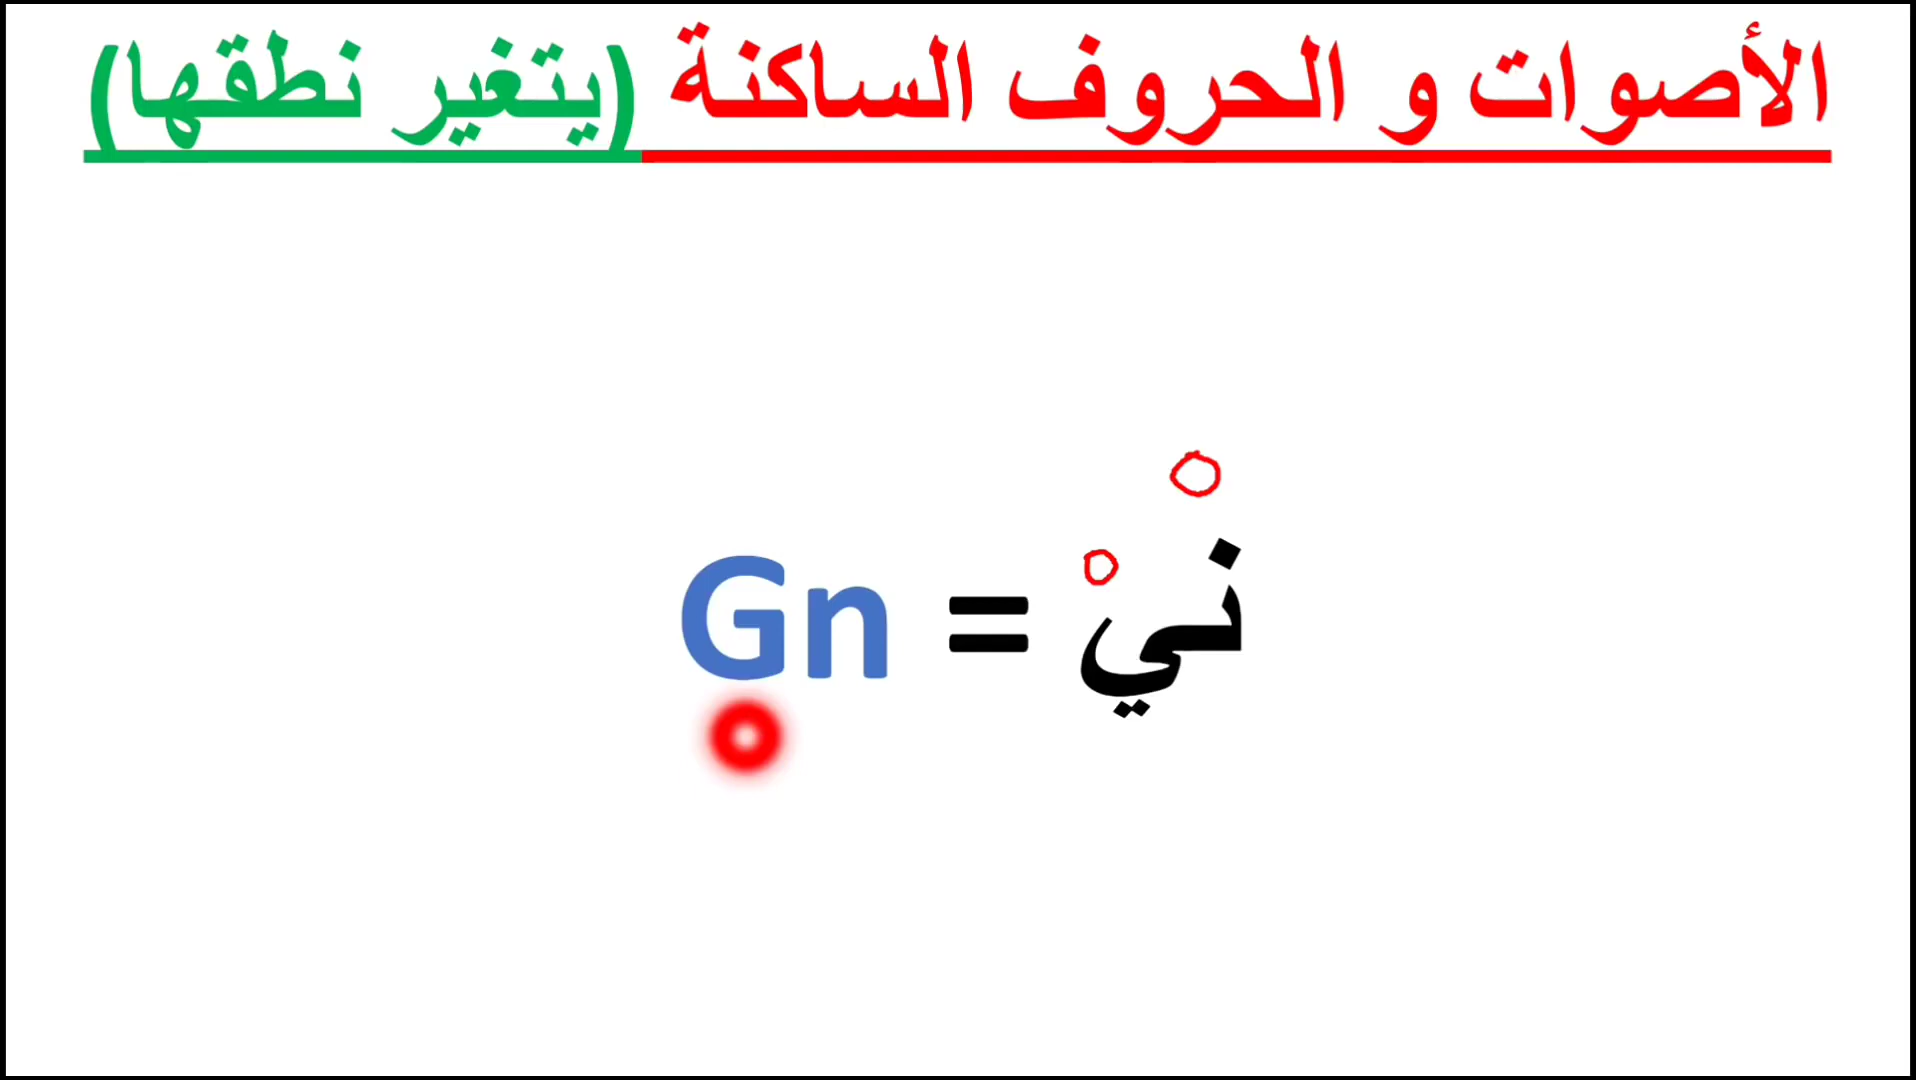 الأصوات و الحروف الساكنة (يتغير نطقها)
Gn = نْيْ